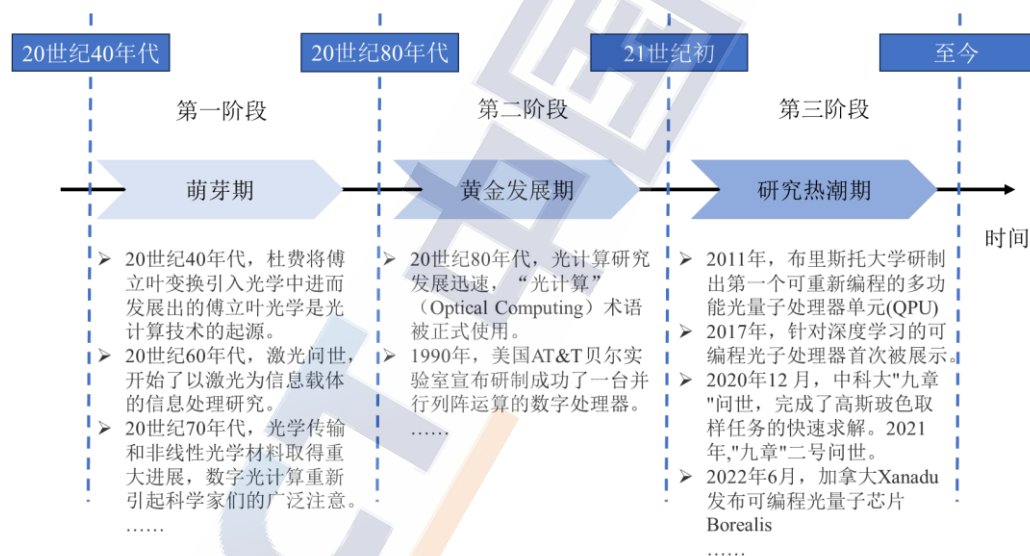 20世纪40年代
20世纪80年代
21世纪初
至今
第一阶段
第二阶段
第三阶段
萌芽期
黄金发展期
研究热潮期
时间
➢ 20世纪40年代，杜费将傅
立叶变换引入光学中进而
发展出的傅立叶光学是光
计算技术的起源。
➢ 20世纪60年代，激光问世，
开始了以激光为信息载体
的信息处理研究。
➢ 20世纪70年代，光学传输
和非线性光学材料取得重
大进展，数字光计算重新
引起科学家们的广泛注意。
……
➢ 20世纪80年代，光计算研究
发展迅速，“光计算”
（Optical Computing）术语
被正式使用。
➢ 1990年，美国AT&T贝尔实
验室宣布研制成功了一台并
行列阵运算的数字处理器。
……
➢ 2011年，布里斯托大学研制
出第一个可重新编程的多功
能光量子处理器单元(QPU)
➢ 2017年，针对深度学习的可
编程光子处理器首次被展示。
➢ 2020年12 月，中科大"九章
"问世，完成了高斯玻色取
样任务的快速求解。2021
年,"九章"二号问世。
➢ 2022年6月，加拿大Xanadu
发布可编程光量子芯片
Borealis
……